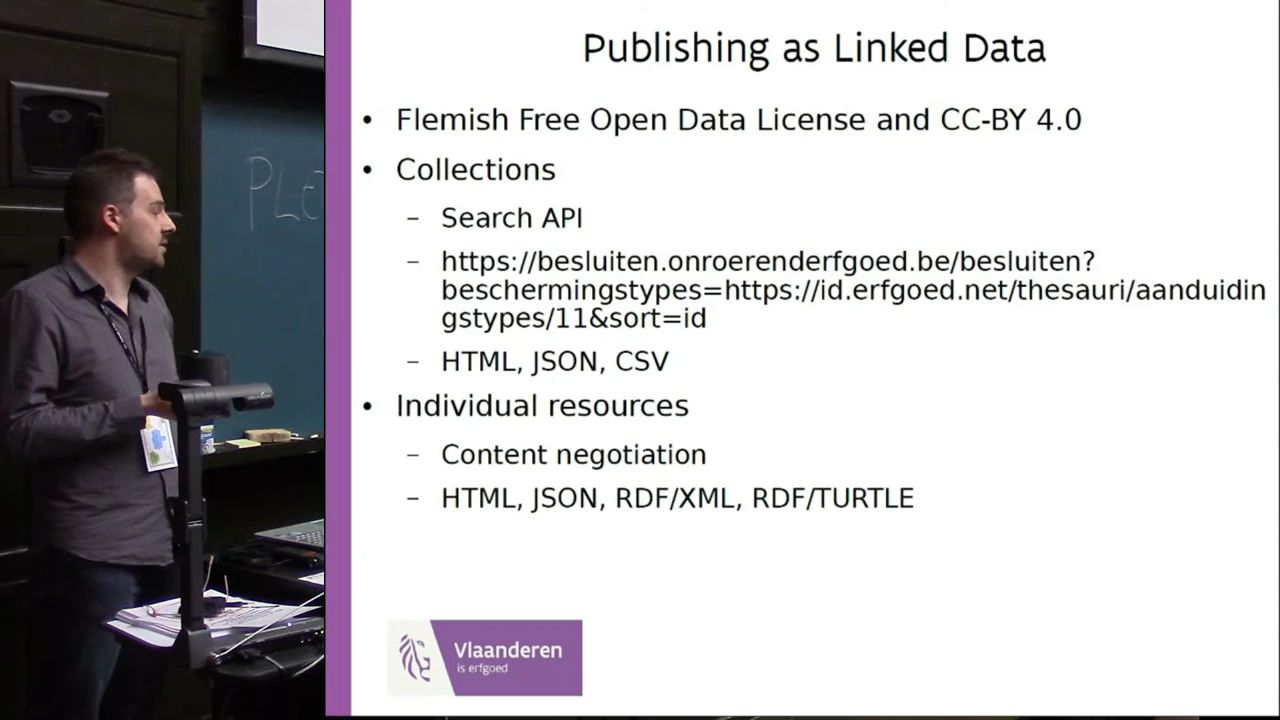 Publishing as Linked Data
• Flemish Free Open Data License and CC-BY 4.0
• Collections
– Search API
– https://besluiten.onroerenderfgoed.be/besluiten?
beschermingstypes=https://id.erfgoed.net/thesauri/aanduidin
gstypes/11&sort=id
– HTML, JSON, CSV
• Individual resources
– Content negotiation
– HTML, JSON, RDF/XML, RDF/TURTLE
Vlaanderen
is erfgoed
PLE